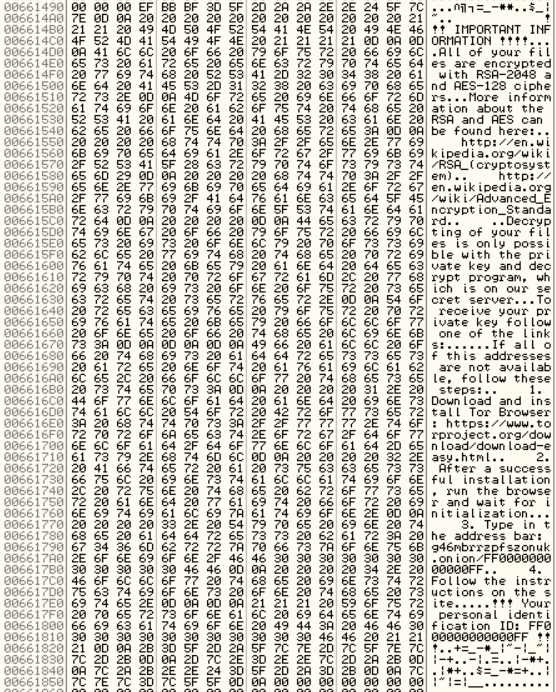 00661490 00 00 00 EF BB BF 3D 5F 2D 2A 2A 2E 2E 24 5F 7C ...∩╗┐=_-**..$_|
006614A0 7E 0D 0A 20 20 20 20 20 20 20 20 20 20 20 20 20 ~..
006614B0 21 21 20 49 4D 50 4F 52 54 41 4E 54 20 49 4E 46 !! IMPORTANT INF
006614C0 4F 52 4D 41 54 49 4F 4E 20 21 21 21 21 0D 0A 0D ORMATION !!!!...
006614D0 0A 41 6C 6C 20 6F 66 20 79 6F 75 72 20 66 69 6C .All of your fil
006614E0 65 73 20 61 72 65 20 65 6E 63 72 79 70 74 65 64 es are encrypted
006614F0 20 77 69 74 68 20 52 53 41 2D 32 30 34 38 20 61 with RSA-2048 a
00661500 6E 64 20 41 45 53 2D 31 32 38 20 63 69 70 68 65 nd AES-128 ciphe
00661510 72 73 2E 0D 0A 4D 6F 72 65 20 69 6E 66 6F 72 6D rs...More inform
00661520 61 74 69 6F 6E 20 61 62 6F 75 74 20 74 68 65 20 ation about the
00661530 52 53 41 20 61 6E 64 20 41 45 53 20 63 61 6E 20 RSA and AES can
00661540 62 65 20 66 6F 75 6E 64 20 68 65 72 65 3A 0D 0A be found here:..
00661550 20 20 20 20 68 74 74 70 3A 2F 2F 65 6E 2E 77 69 http://en.wi
00661560 6B 69 70 65 64 69 61 2E 6F 72 67 2F 77 69 6B 69 kipedia.org/wiki
00661570 2F 52 53 41 5F 28 63 72 79 70 74 6F 73 79 73 74 /RSA_(cryptosyst
00661580 65 6D 29 0D 0A 20 20 20 20 68 74 74 70 3A 2F 2F em).. http://
00661590 65 6E 2E 77 69 6B 69 70 65 64 69 61 2E 6F 72 67 en.wikipedia.org
006615A0 2F 77 69 6B 69 2F 41 64 76 61 6E 63 65 64 5F 45 /wiki/Advanced_E
006615B0 6E 63 72 79 70 74 69 6F 6E 5F 53 74 61 6E 64 61 ncryption_Standa
006615C0 72 64 0D 0A 20 20 20 20 0D 0A 44 65 63 72 79 70 rd.. ..Decryp
006615D0 74 69 6E 67 20 6F 66 20 79 6F 75 72 20 66 69 6C ting of your fil
006615E0 65 73 20 69 73 20 6F 6E 6C 79 20 70 6F 73 73 69 es is only possi
006615F0 62 6C 65 20 77 69 74 68 20 74 68 65 20 70 72 69 ble with the pri
00661600 76 61 74 65 20 6B 65 79 20 61 6E 64 20 64 65 63 vate key and dec
00661610 72 79 70 74 20 70 72 6F 67 72 61 6D 2C 20 77 68 rypt program, wh
00661620 69 63 68 20 69 73 20 6F 6E 20 6F 75 72 20 73 65 ich is on our se
00661630 63 72 65 74 20 73 65 72 76 65 72 2E 0D 0A 54 6F cret server...To
00661640 20 72 65 63 65 69 76 65 20 79 6F 75 72 20 70 72 receive your pr
00661650 69 76 61 74 65 20 6B 65 79 20 66 6F 6C 6C 6F 77 ivate key follow
00661660 20 6F 6E 65 20 6F 66 20 74 68 65 20 6C 69 6E 6B one of the link
00661670 73 3A 0D 0A 0D 0A 0D 0A 49 66 20 61 6C 6C 20 6F s:......If all o
00661680 66 20 74 68 69 73 20 61 64 64 72 65 73 73 65 73 f this addresses
00661690 20 61 72 65 20 6E 6F 74 20 61 76 61 69 6C 61 62 are not availab
006616A0 6C 65 2C 20 66 6F 6C 6C 6F 77 20 74 68 65 73 65 le, follow these
006616B0 20 73 74 65 70 73 3A 0D 0A 20 20 20 20 31 2E 20 steps:.. 1.
006616C0 44 6F 77 6E 6C 6F 61 64 20 61 6E 64 20 69 6E 73 Download and ins
006616D0 74 61 6C 6C 20 54 6F 72 20 42 72 6F 77 73 65 72 tall Tor Browser
006616E0 3A 20 68 74 74 70 73 3A 2F 2F 77 77 77 2E 74 6F : https://www.to
006616F0 72 70 72 6F 6A 65 63 74 2E 6F 72 67 2F 64 6F 77 rproject.org/dow
00661700 6E 6C 6F 61 64 2F 64 6F 77 6E 6C 6F 61 64 2D 65 nload/download-e
00661710 61 73 79 2E 68 74 6D 6C 0D 0A 20 20 20 20 32 2E asy.html.. 2.
00661720 20 41 66 74 65 72 20 61 20 73 75 63 63 65 73 73 After a success
00661730 66 75 6C 20 69 6E 73 74 61 6C 6C 61 74 69 6F 6E ful installation
00661740 2C 20 72 75 6E 20 74 68 65 20 62 72 6F 77 73 65 , run the browse
00661750 72 20 61 6E 64 20 77 61 69 74 20 66 6F 72 20 69 r and wait for i
00661760 6E 69 74 69 61 6C 69 7A 61 74 69 6F 6E 2E 0D 0A nitialization...
00661770 20 20 20 20 33 2E 20 54 79 70 65 20 69 6E 20 74 3. Type in t
00661780 68 65 20 61 64 64 72 65 73 73 20 62 61 72 3A 20 he address bar:
00661790 67 34 36 6D 62 72 72 7A 70 66 73 7A 6F 6E 75 6B g46mbrrzpfszonuk
006617A0 2E 6F 6E 69 6F 6E 2F 46 46 30 30 30 30 30 30 30 .onion/FF0000000
006617B0 30 30 30 30 30 46 46 0D 0A 20 20 20 20 34 2E 20 00000FF.. 4.
006617C0 46 6F 6C 6C 6F 77 20 74 68 65 20 69 6E 73 74 72 Follow the instr
006617D0 75 63 74 69 6F 6E 73 20 6F 6E 20 74 68 65 20 73 uctions on the s
006617E0 69 74 65 2E 0D 0A 0D 0A 21 21 21 20 59 6F 75 72 ite.....!!! Your
006617F0 20 70 65 72 73 6F 6E 61 6C 20 69 64 65 6E 74 69 personal identi
00661800 66 69 63 61 74 69 6F 6E 20 49 44 3A 20 46 46 30 fication ID: FF0
00661810 30 30 30 30 30 30 30 30 30 30 30 46 46 20 21 21 00000000000FF !!
00661820 21 0D 0A 2B 3D 5F 2D 2A 5F 7C 7E 2D 7C 5F 7E 7C !..+=_-*_|~-|_~|
00661830 7C 2D 2B 0D 0A 2D 7C 2E 3D 2E 2E 7C 2D 2A 2B 0D |-+..-|.=..|-*+.
00661840 0A 7C 2A 2B 2E 2E 24 3D 5F 2D 2A 3D 2B 0D 0A 7C .|*+..$=_-*=+..|
00661850 7E 7C 7E 3D 7C 5F 5F 0D 0A 00 00 00 00 00 00 00